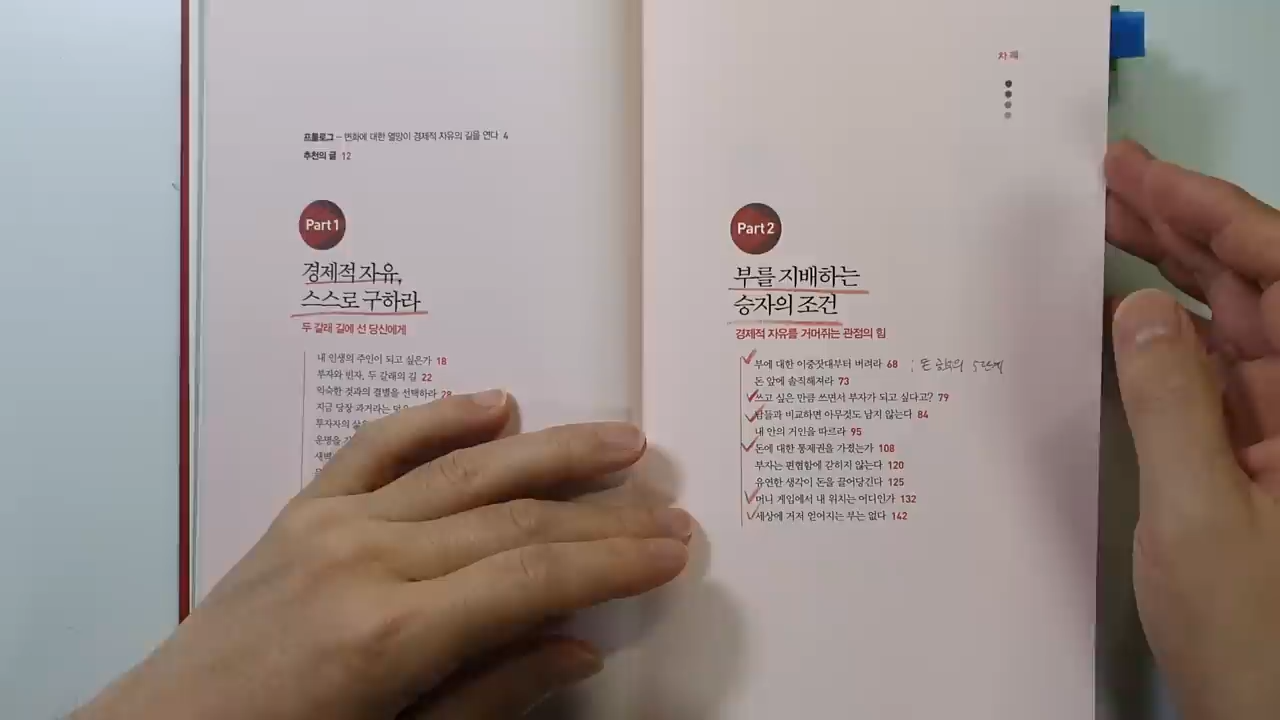 프롤로그 – 변화에 대한 열망이 경제적 자유의 길을 연다 4
추천의 글 12
Part 1
경제적 자유,
스스로 구하라
두 갈래 길에 선 당신에게
내 인생의 주인이 되고 싶은가 18
부자와 빈자, 두 갈래의 길 22
익숙한 것과의 결별을 선택하라 28
지금 당장 과거라는
투자자의
운명을
새벽
차례
Part 2
부를 지배하는
승자의 조건
경제적 자유를 거머쥐는 관점의 힘
부에 대한 이중잣대부터 버려라 68 ; 돈 5단계
돈 앞에 솔직해져라 73
쓰고 싶은 만큼 쓰면서 부자가 되고 싶다고? 79
남들과 비교하면 아무것도 남지 않는다 84
내 안의 거인을 따르라 95
돈에 대한 통제권을 가졌는가 108
부자는 편협함에 갇히지 않는다 120
유연한 생각이 돈을 끌어당긴다 125
머니 게임에서 내 위치는 어디인가 132
세상에 거저 얻어지는 부는 없다 142